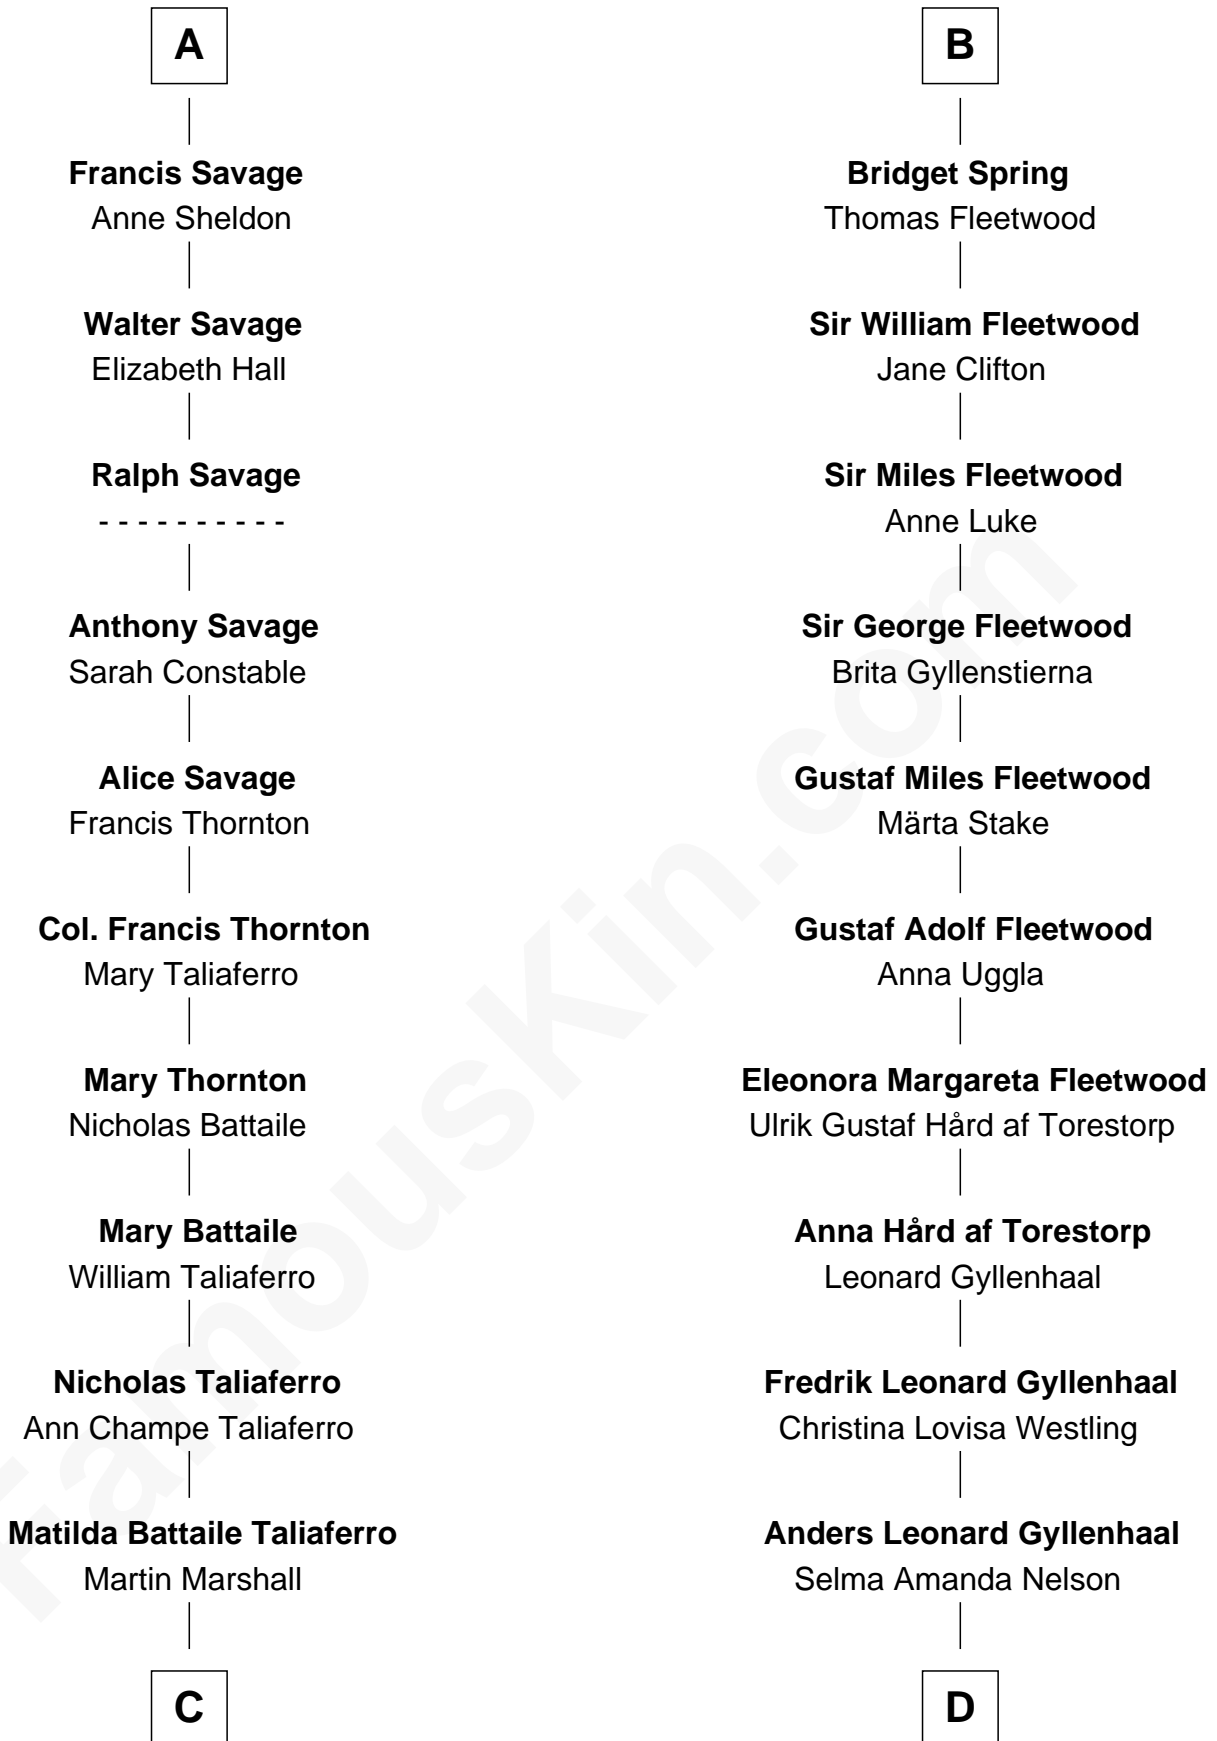 A
Francis Savage
Anne Sheldon
Walter Savage
Elizabeth Hall
Ralph Savage
- - - - - - - - - -
Anthony Savage
Sarah Constable
Alice Savage
Francis Thornton
Col. Francis Thornton
Mary Taliaferro
Mary Thornton
Nicholas Battaile
Mary Battaile
William Taliaferro
Nicholas Taliaferro
Ann Champe Taliaferro
Matilda Battaile Taliaferro
Martin Marshall
C
B
Bridget Spring
Thomas Fleetwood
Sir William Fleetwood
Jane Clifton
Sir Miles Fleetwood
Anne Luke
Sir George Fleetwood
Brita Gyllenstierna
Gustaf Miles Fleetwood
Märta Stake
Gustaf Adolf Fleetwood
Anna Uggla
Eleonora Margareta Fleetwood
Ulrik Gustaf Hård af Torestorp
Anna Hård af Torestorp
Leonard Gyllenhaal
Fredrik Leonard Gyllenhaal
Christina Lovisa Westling
Anders Leonard Gyllenhaal
Selma Amanda Nelson
D
FamousKin.com